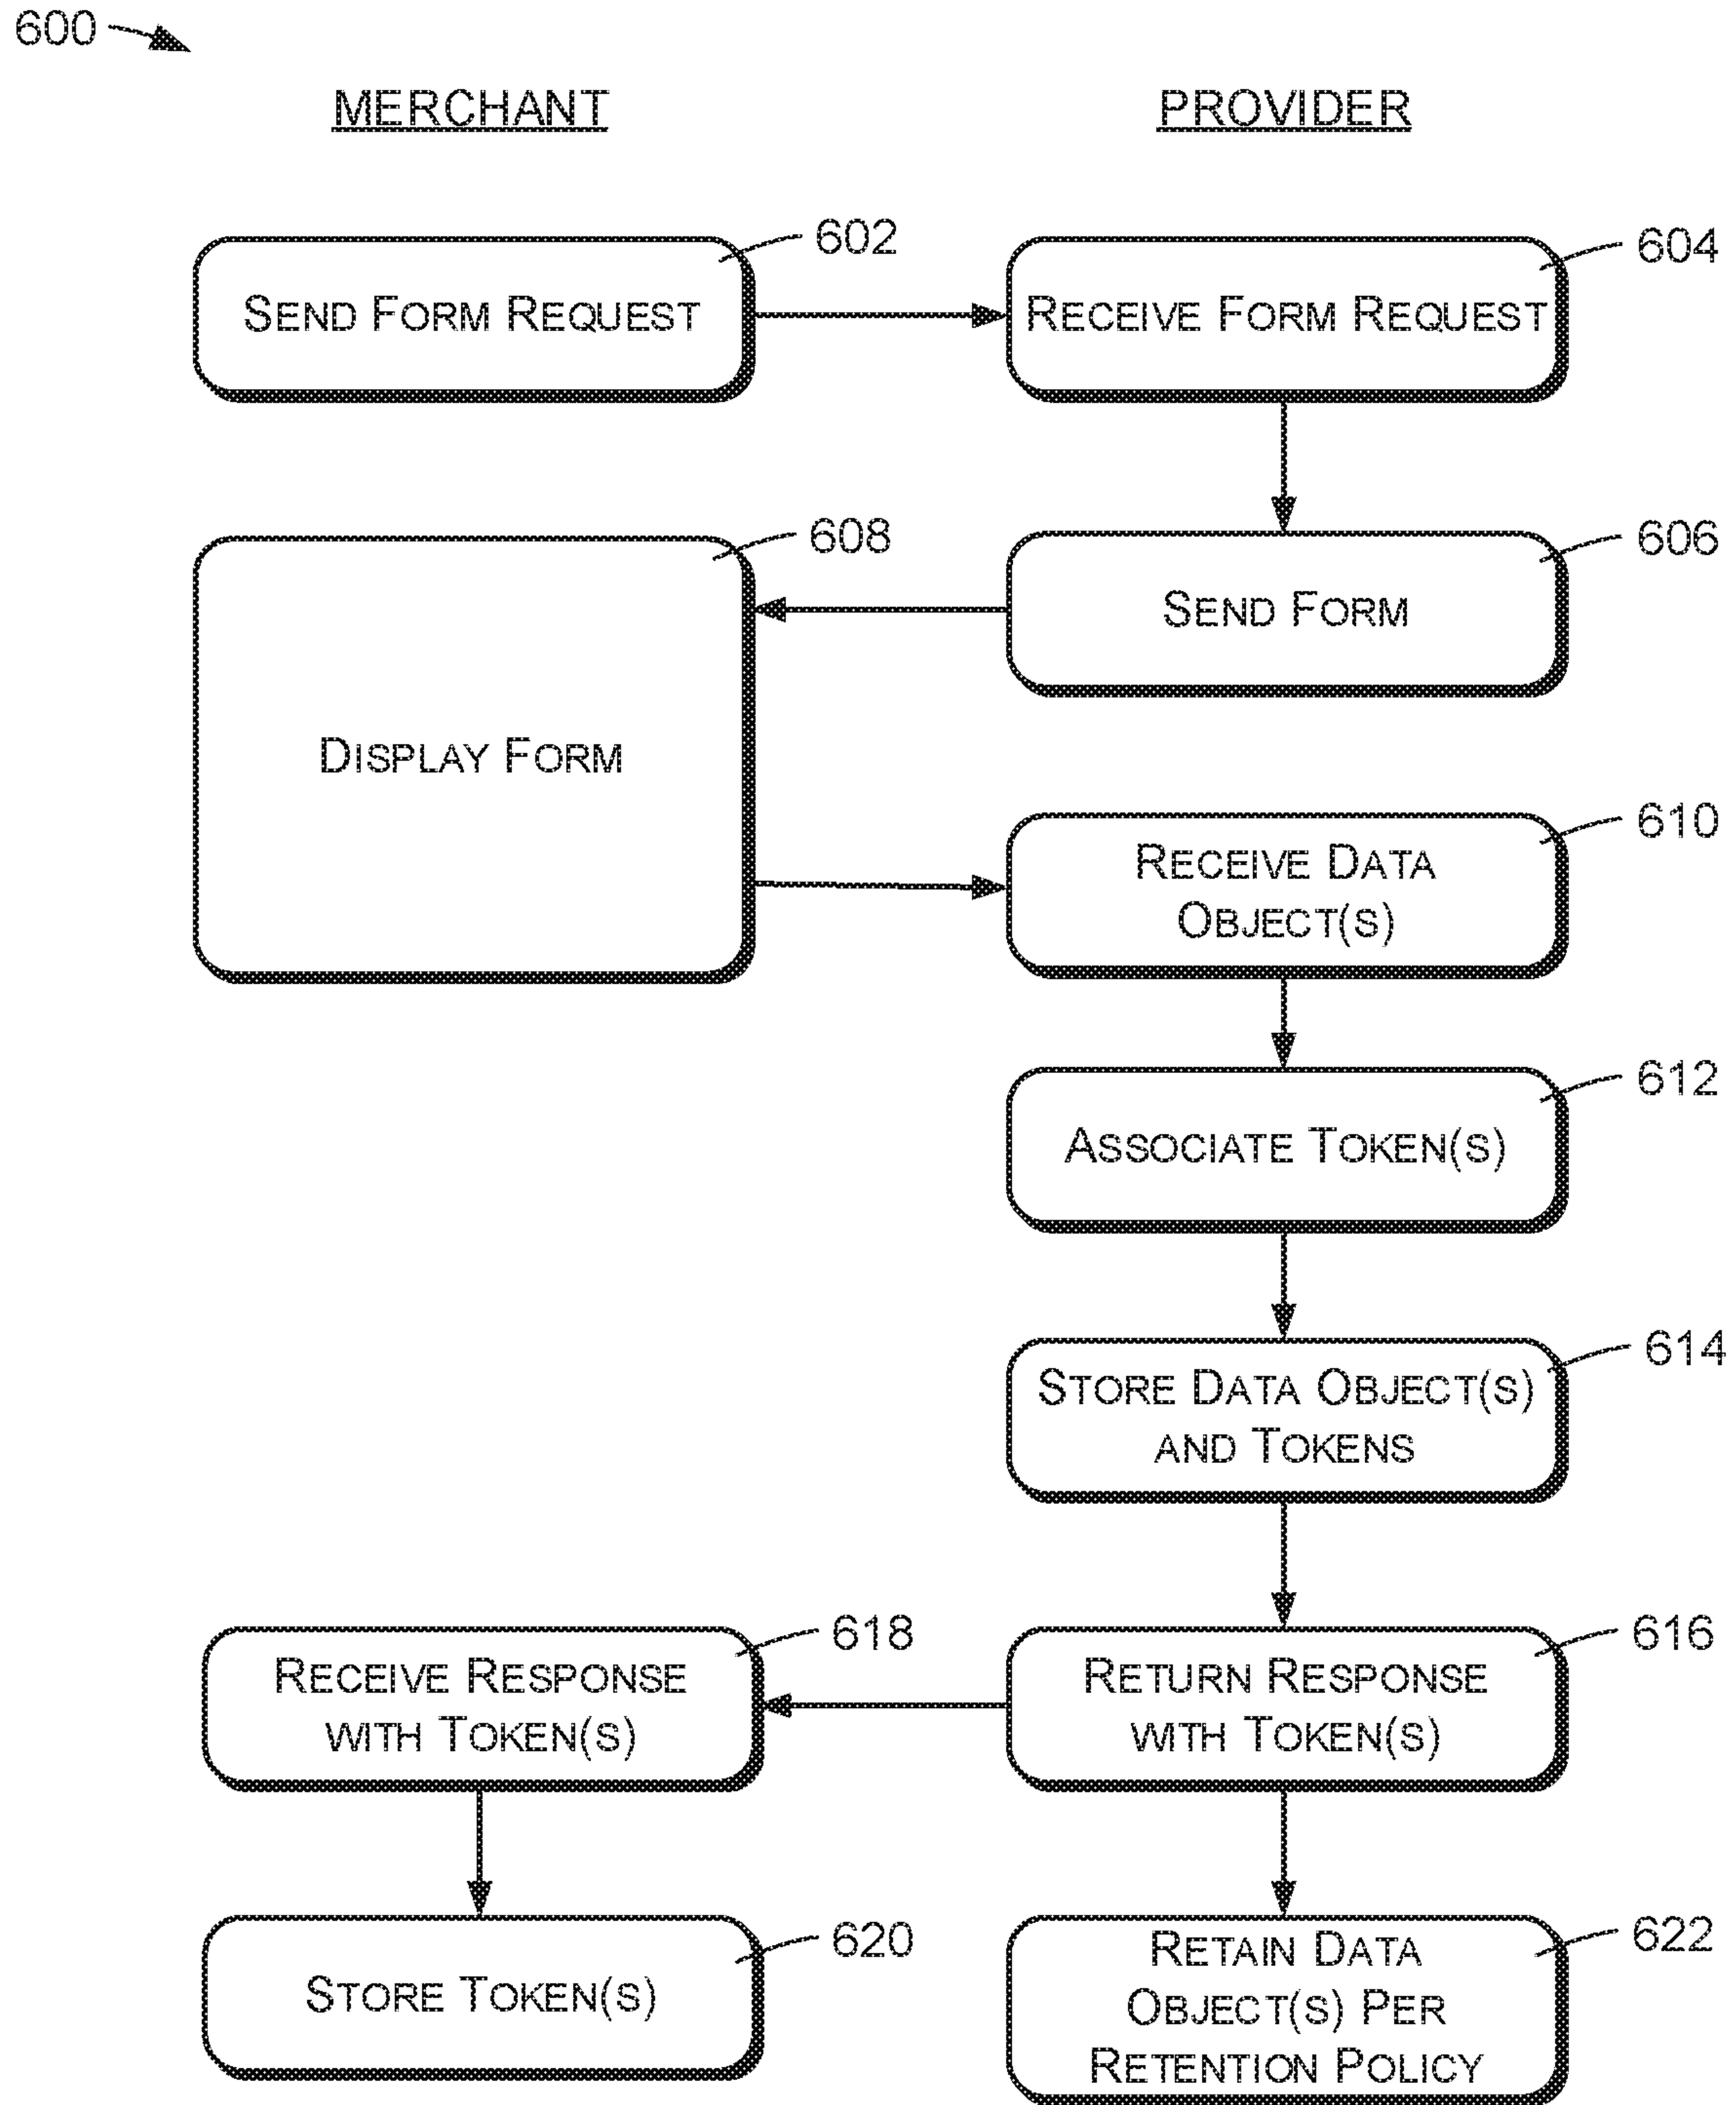 600
MERCHANT
PROVIDER
602
SEND FORM REQUEST
604
RECEIVE FORM REQUEST
608
DISPLAY FORM
606
SEND FORM
610
RECEIVE DATA
OBJECT(S)
612
ASSOCIATE TOKEN(S)
614
STORE DATA OBJECT(S)
AND TOKENS
618
RECEIVE RESPONSE
WITH TOKEN(S)
616
RETURN RESPONSE
WITH TOKEN(S)
620
STORE TOKEN(S)
622
RETAIN DATA
OBJECT(S) PER
RETENTION POLICY